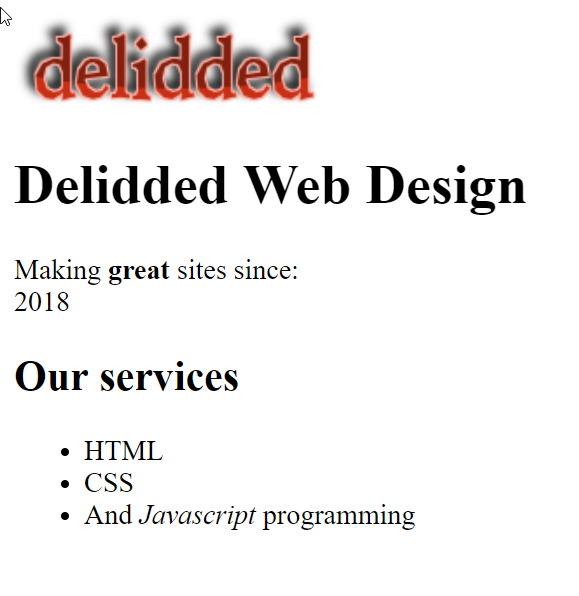 delidded
Delidded Web Design
Making great sites since:
2018
Our services
HTML
CSS
And Javascript programming